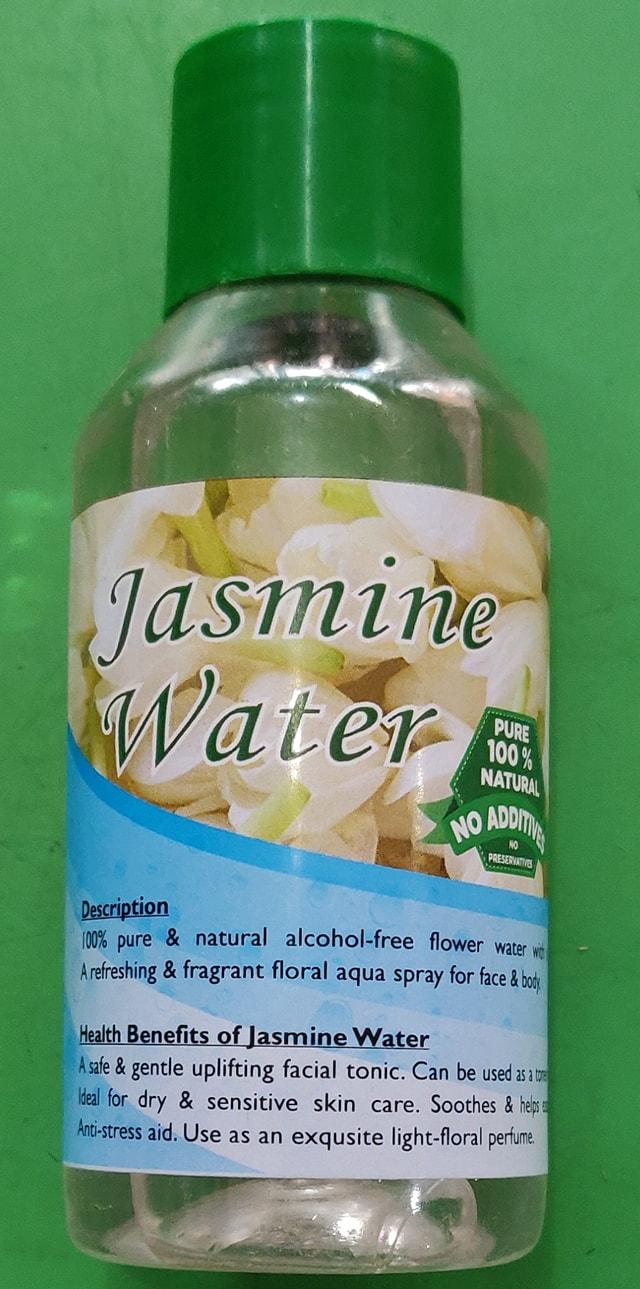 Jasmine
Water
PURE
100 %
NATURAL
NO ADDITIVES
NO
PRESERVATIVES
Description
100% pure & natural alcohol-free flower water
A refreshing & fragrant floral aqua spray for face & body.
Health Benefits of Jasmine Water
A safe & gentle uplifting facial tonic. Can be used as a
Ideal for dry & sensitive skin care. Soothes & helps
Anti-stress aid. Use as an exqusite light-floral perfume.